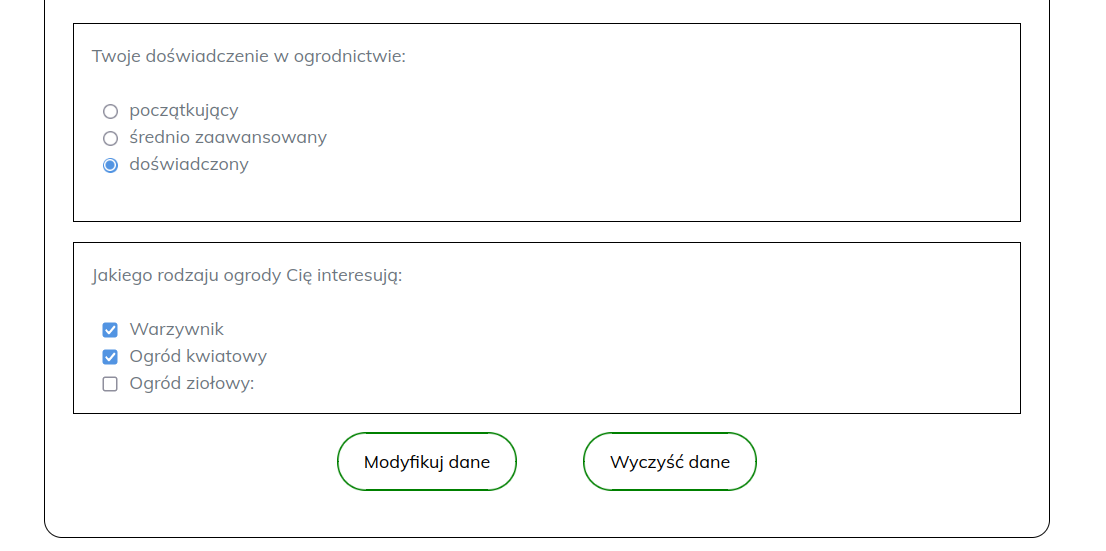 Twoje doświadczenie w ogrodnictwie:
początkujący
średnio zaawansowany
doświadczony
Jakiego rodzaju ogrody Cię interesują:
Warzywnik
Ogród kwiatowy
Ogród ziołowy:
Modyfikuj dane
Wyczyść dane